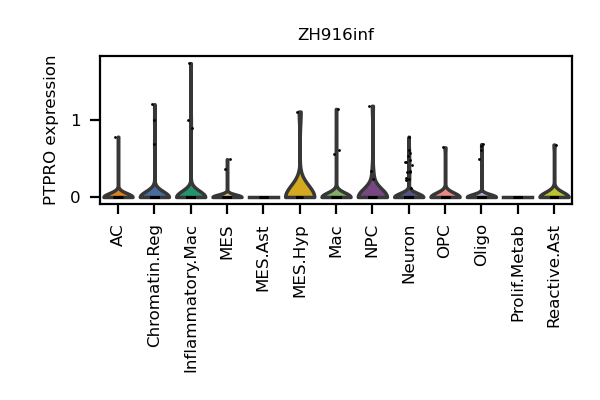 ZH916inf
PTPRO expression
1
0
AC
Chromatin.Reg
Inflammatory.Mac
MES
MES.Ast
MES.Hyp
Mac
NPC
Neuron
OPC
Oligo
Prolif.Metab
Reactive.Ast